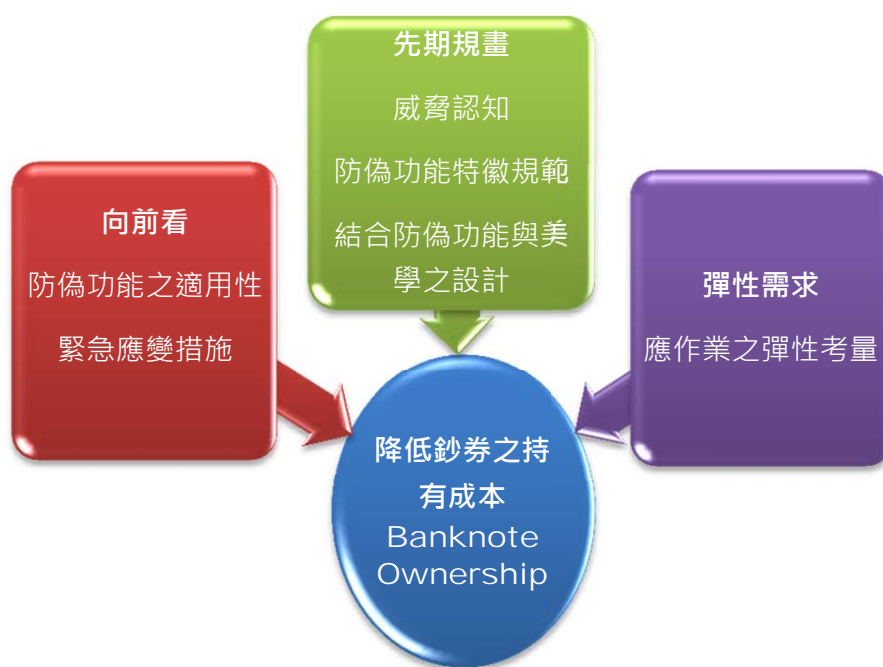 先期規畫
威脅認知
防偽功能特徵規範
結合防偽功能與美
學之設計
向前看
防偽功能之適用性
緊急應變措施
彈性需求
應作業之彈性考量
降低鈔券之持
有成本
Banknote
Ownership